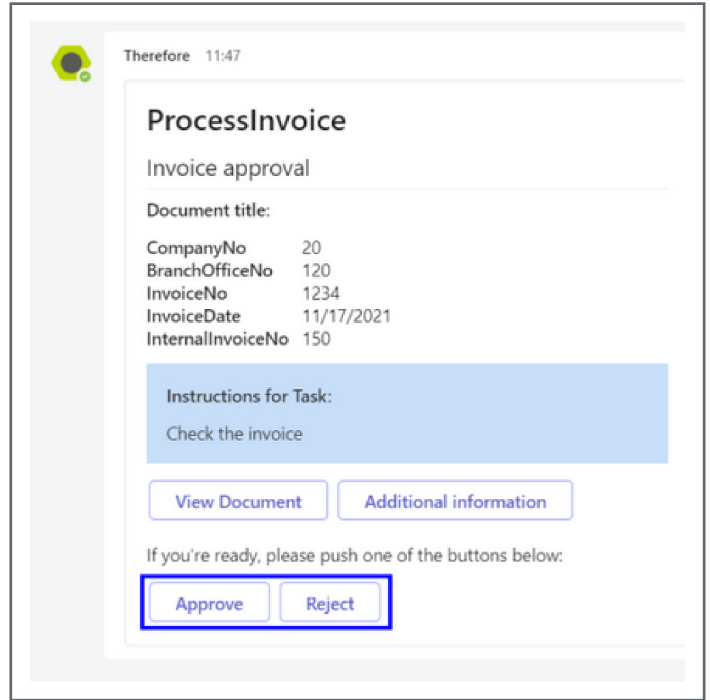 Therefore 11:47
ProcessInvoice
Invoice approval
Document title:
CompanyNo 20
BranchOfficeNo 120
InvoiceNo 1234
InvoiceDate 11/17/2021
InternalInvoiceNo 150
Instructions for Task:
Check the invoice
View Document Additional information
If you're ready, please push one of the buttons below:
Approve Reject